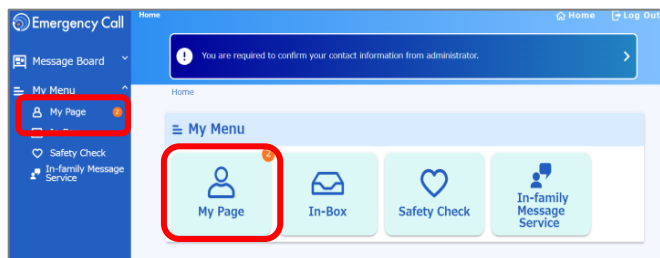 Emergency Call
Home
Home
Log Out
You are required to confirm your contact information from administrator.
Message Board
My Menu
My Page
2
Safety Check
In-family Message
Service
Home
My Menu
2
My Page
In-Box
Safety Check
In-family
Message
Service